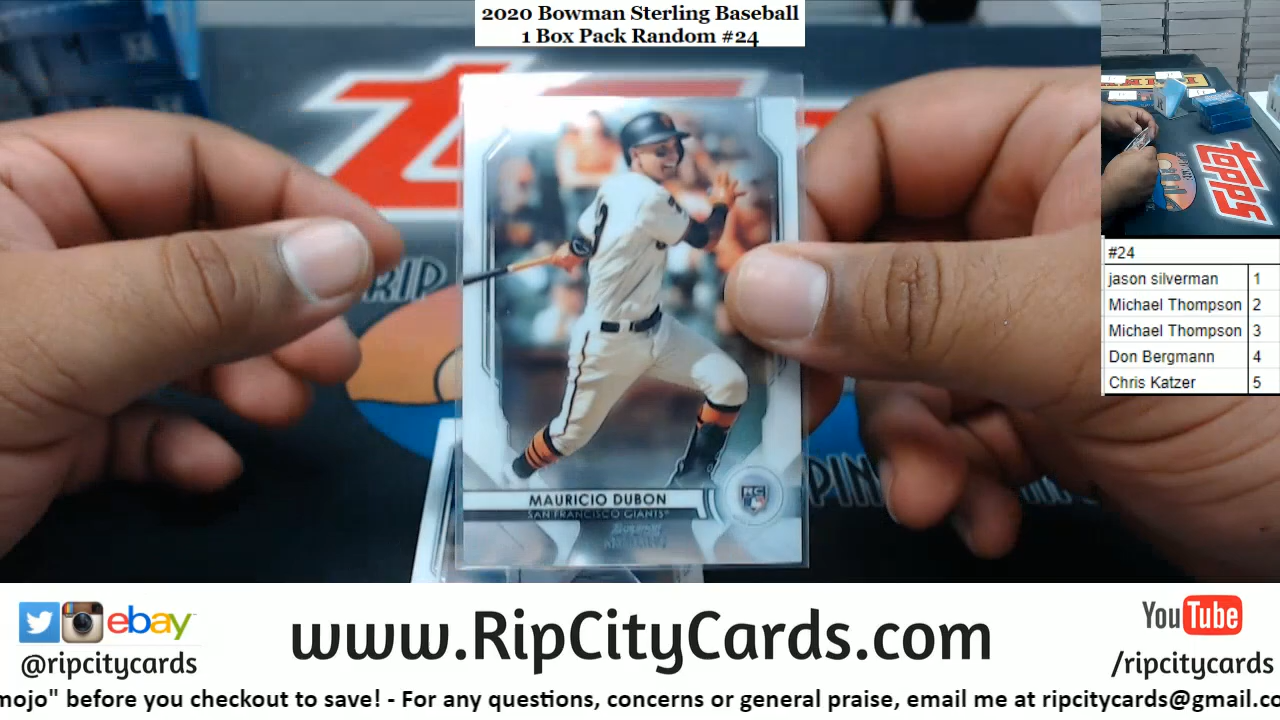 2020 Bowman Sterling Baseball
1 Box Pack Random #24
RIP
PIN
MAURICIO DUBON
SAN FRANCISCO GIANTS
RC
topps
#24
jason silverman 1
Michael Thompson 2
Michael Thompson 3
Don Bergmann 4
Chris Katzer 5
ebay
@ripcitycards
www.RipCityCards.com
YouTube
/ripcitycards
mojo" before you checkout to save! - For any questions, concerns or general praise, email me at ripcitycards@gmail.co